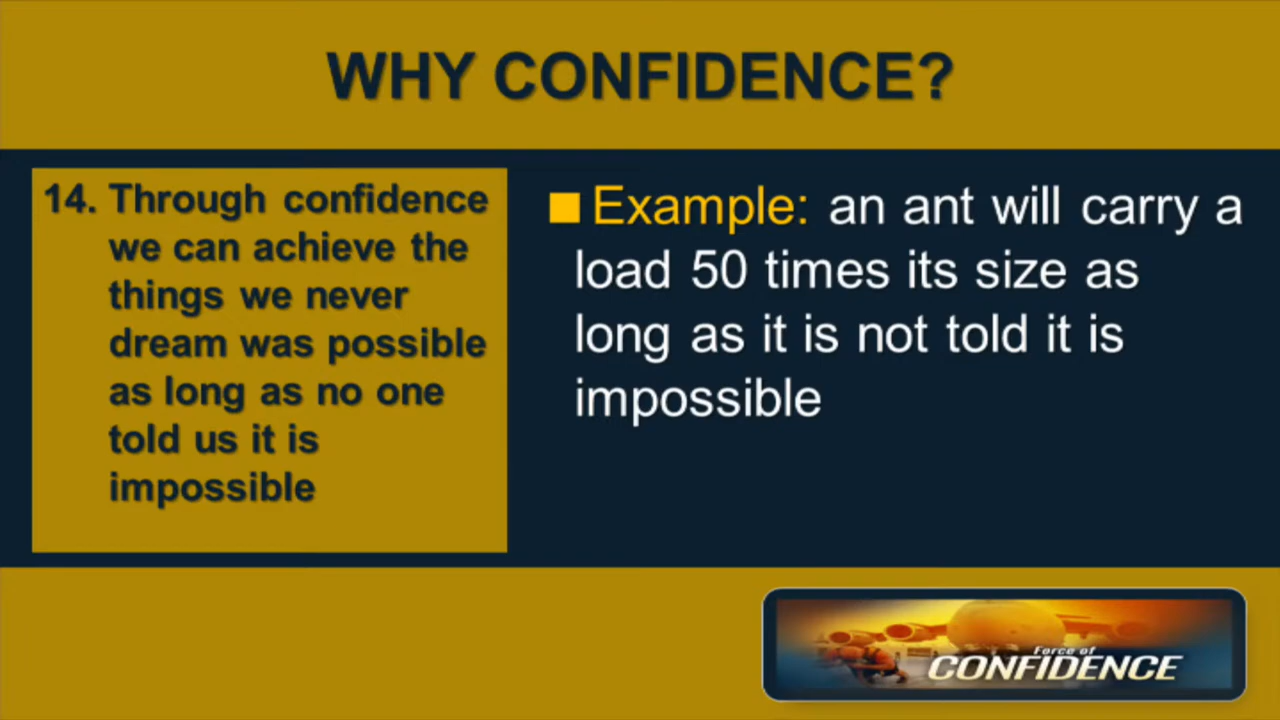 WHY CONFIDENCE?
14. Through confidence
we can achieve the
things we never
dream was possible
as long as no one
told us it is
impossible
Example: an ant will carry a
load 50 times its size as
long as it is not told it is
impossible
Force of
CONFIDENCE